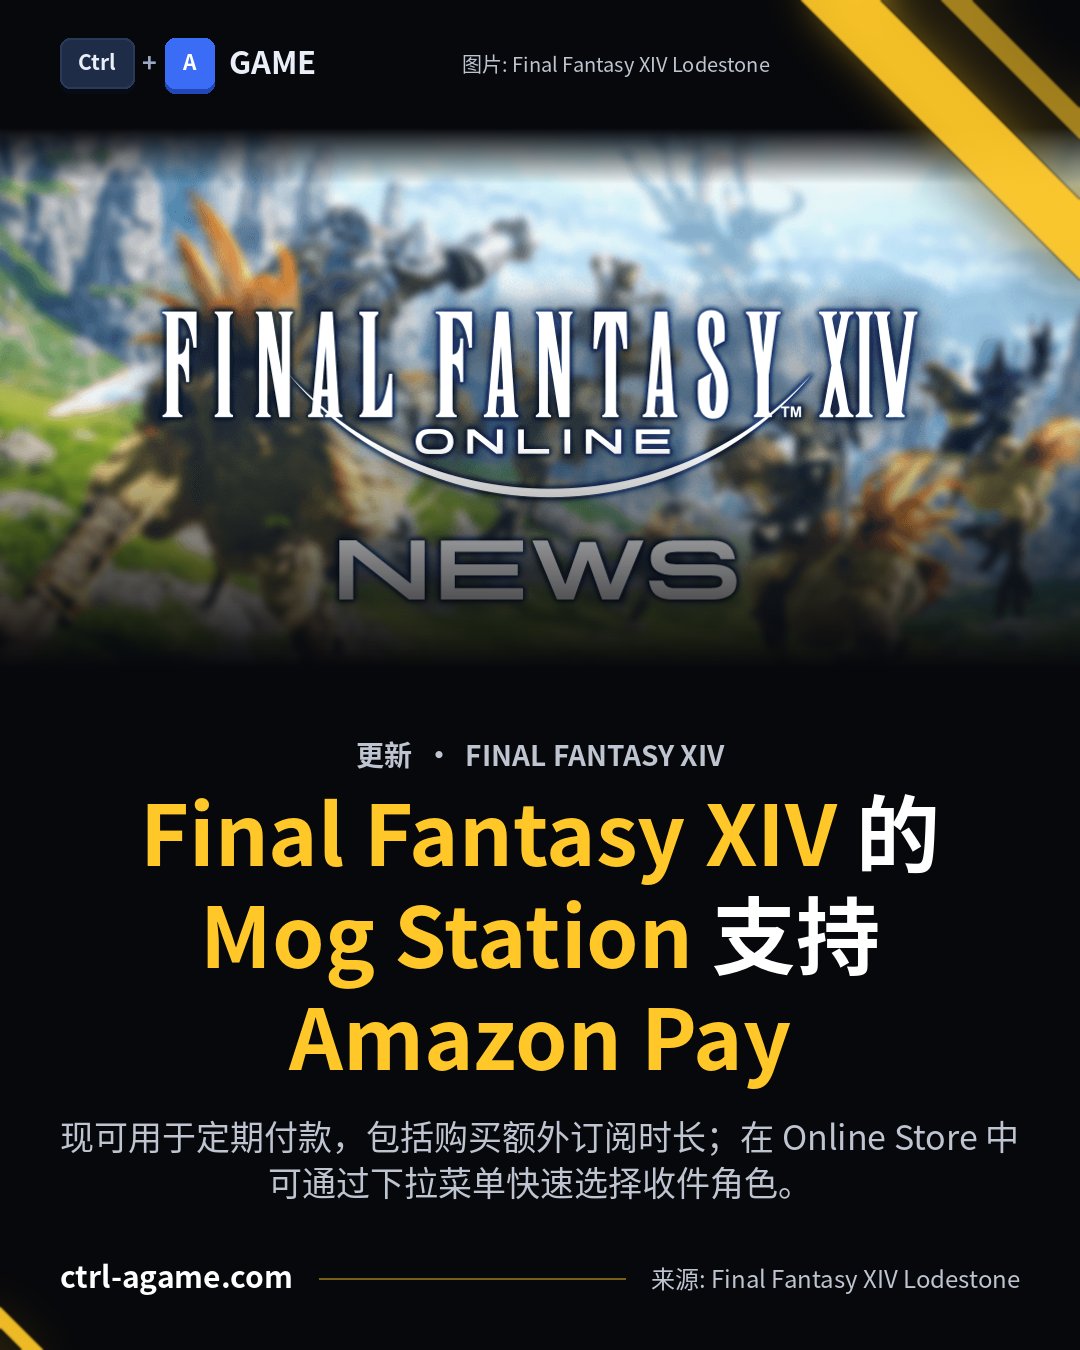 Ctrl + A GAME
图片: Final Fantasy XIV Lodestone
FINAL FANTASY XIV
TM
ONLINE
NEWS
更新 · FINAL FANTASY XIV
Final Fantasy XIV 的
Mog Station 支持
Amazon Pay
现可用于定期付款，包括购买额外订阅时长；在 Online Store 中
可通过下拉菜单快速选择收件角色。
ctrl-agame.com
来源: Final Fantasy XIV Lodestone